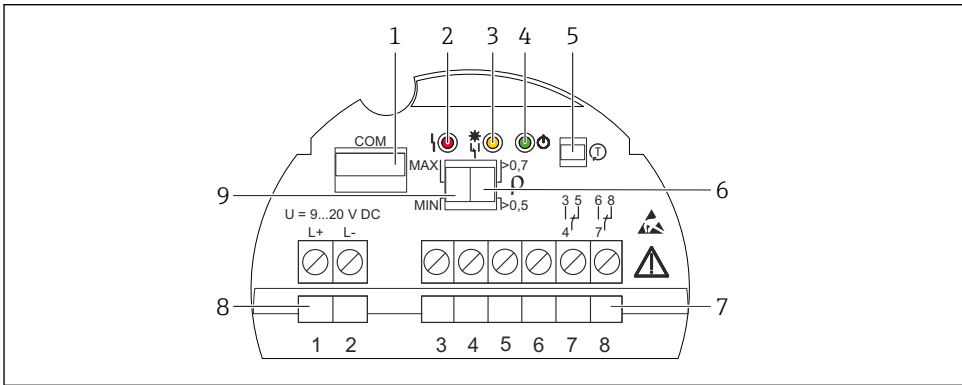 1 2 3 4 5
COM
MAX >0,7
9 ρ 6
MIN >0,5
3 5 6 8
4 7
U = 9...20 V DC
L+ L-
8 7
1 2 3 4 5 6 7 8